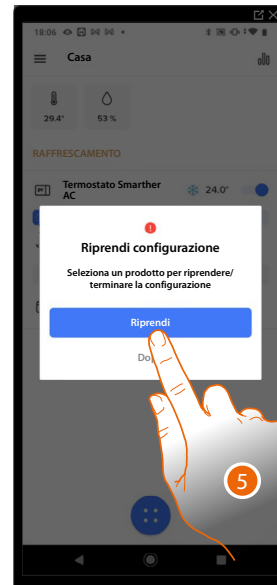 18:06
Casa
29.4°
53 %
RAFFRESCAMENTO
Termostato Smarther
AC
24.0°
Riprendi configurazione
Seleziona un prodotto per riprendere/
terminare la configurazione
Riprendi
5